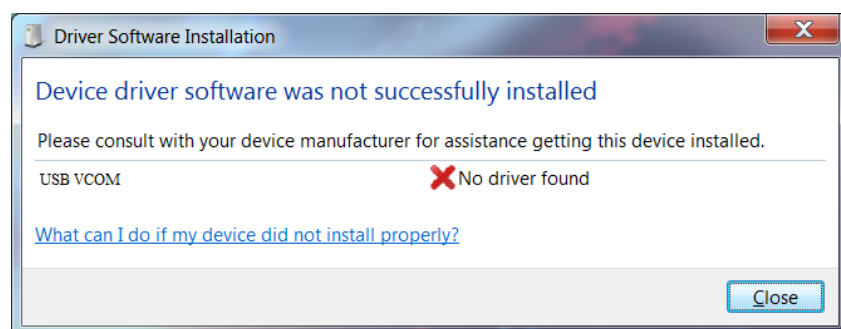 Driver Software Installation
Device driver software was not successfully installed
Please consult with your device manufacturer for assistance getting this device installed.
USB VCOM No driver found
What can I do if my device did not install properly?
Close